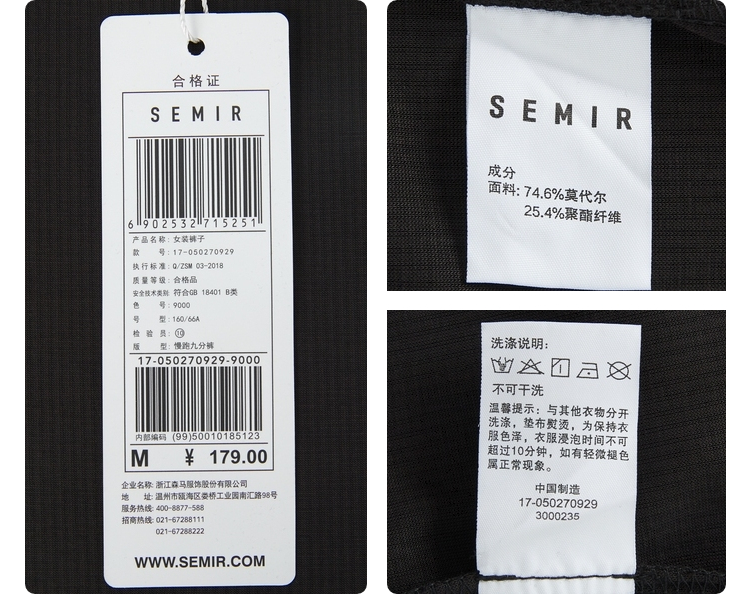 合格证
SEMIR
6 902532 715251
产品名称: 女装裤子
款 号: 17-050270929
执行标准: Q/ZSM 03-2018
质量等级: 合格品
安全技术类别: 符合GB 18401 B类
色 号: 9000
号 型: 160/66A
检 验 员: ⑩
版 型: 慢跑九分裤
17-050270929-9000
内部编码 (99)50010185123
M ¥ 179.00
企业名称: 浙江森马服饰股份有限公司
地 址: 温州市瓯海区娄桥工业园南汇路98号
服务热线: 400-8877-588
招商热线: 021-67288111
021-67288222
WWW.SEMIR.COM
SEMIR
成分
面料: 74.6%莫代尔
25.4%聚酯纤维
洗涤说明:
不可干洗
温馨提示: 与其他衣物分开
洗涤, 垫布熨烫, 为保持衣
服色泽, 衣服浸泡时间不可
超过10分钟, 如有轻微褪色
属正常现象。
中国制造
17-050270929
3000235